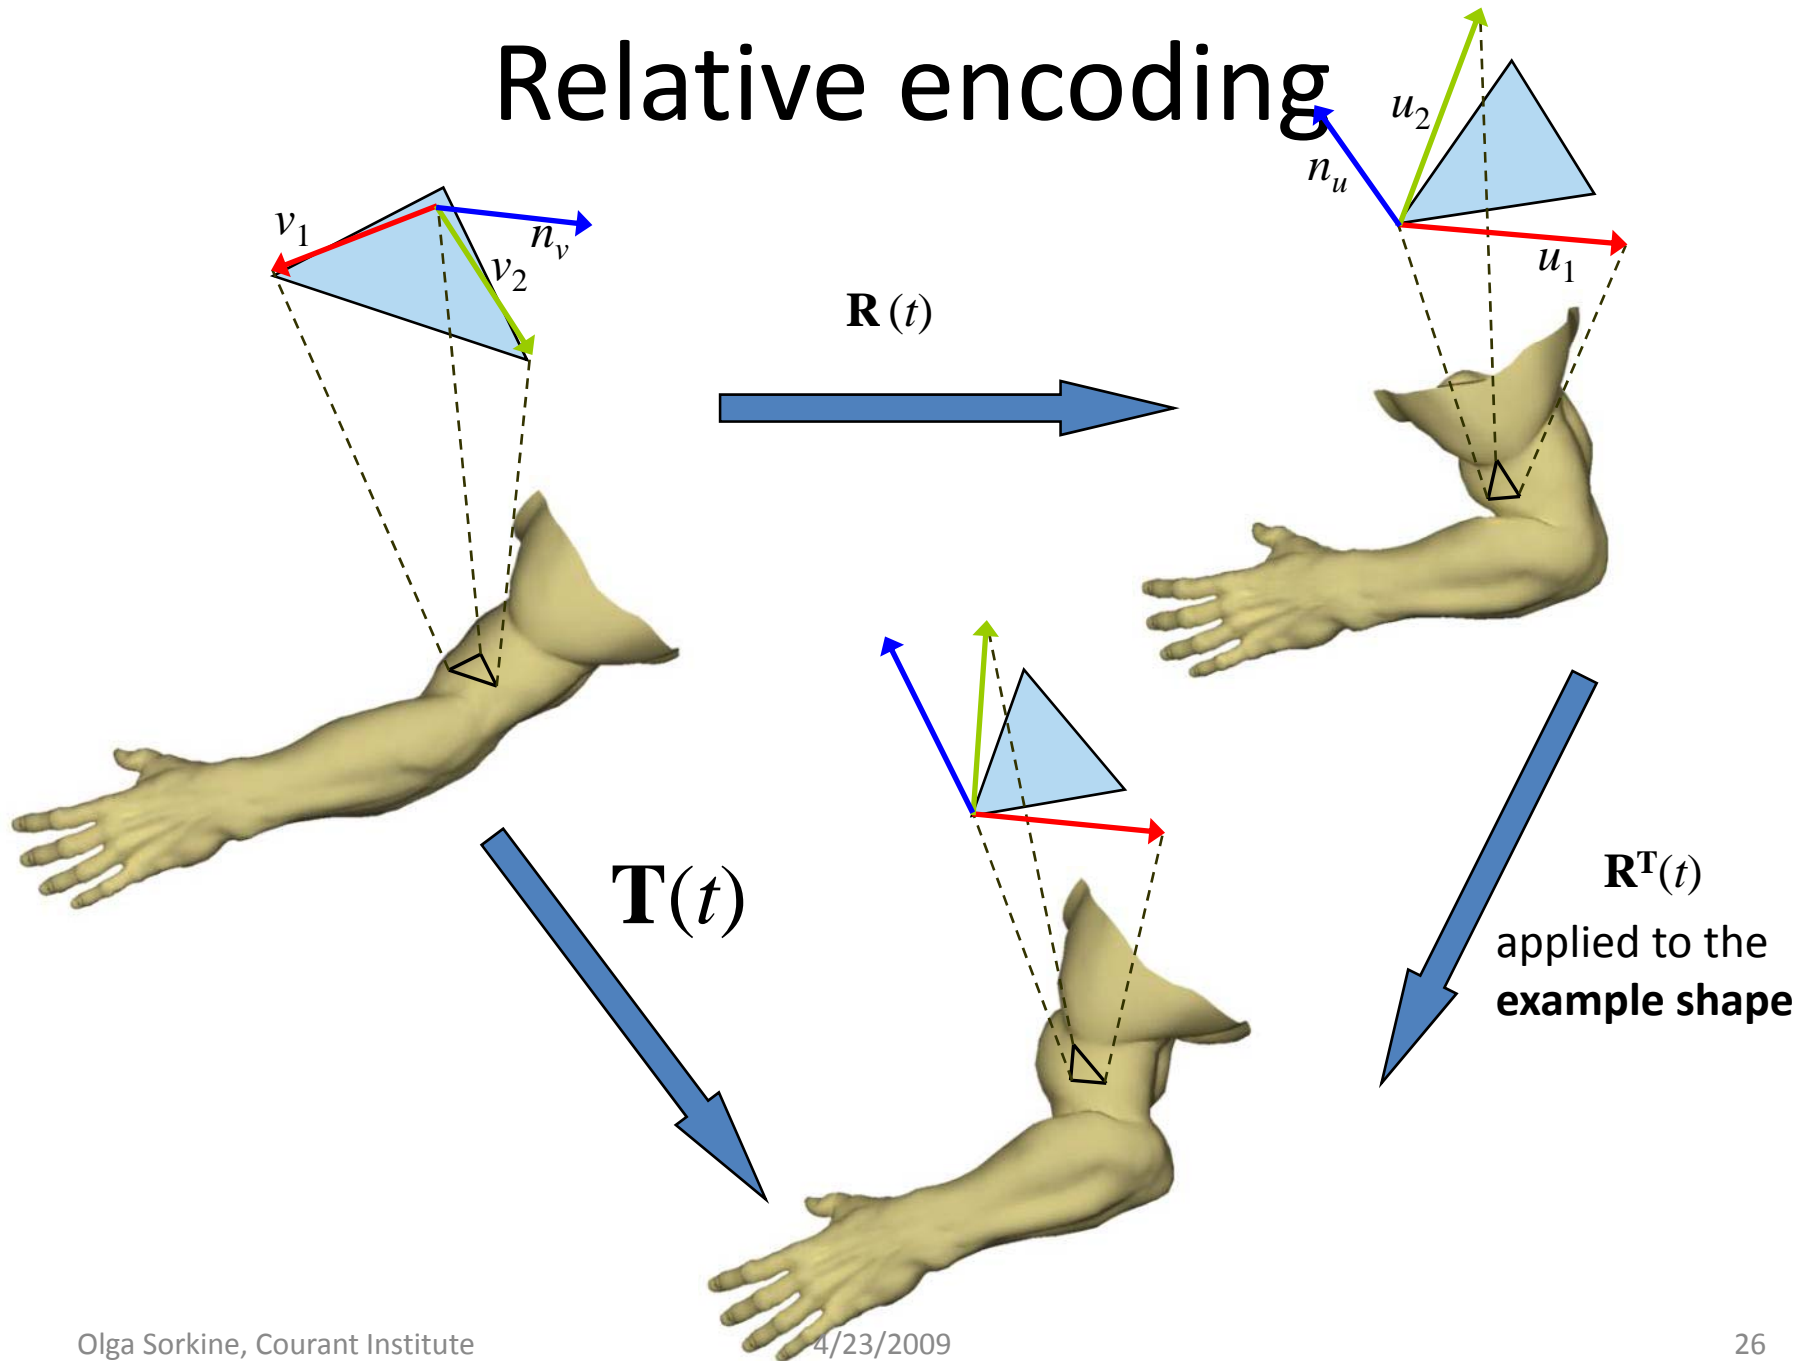 Relative encoding
v1
v2
nv
R (t)
nu
u2
u1
T(t)
R^T(t)
applied to the
example shape
Olga Sorkine, Courant Institute
4/23/2009
26